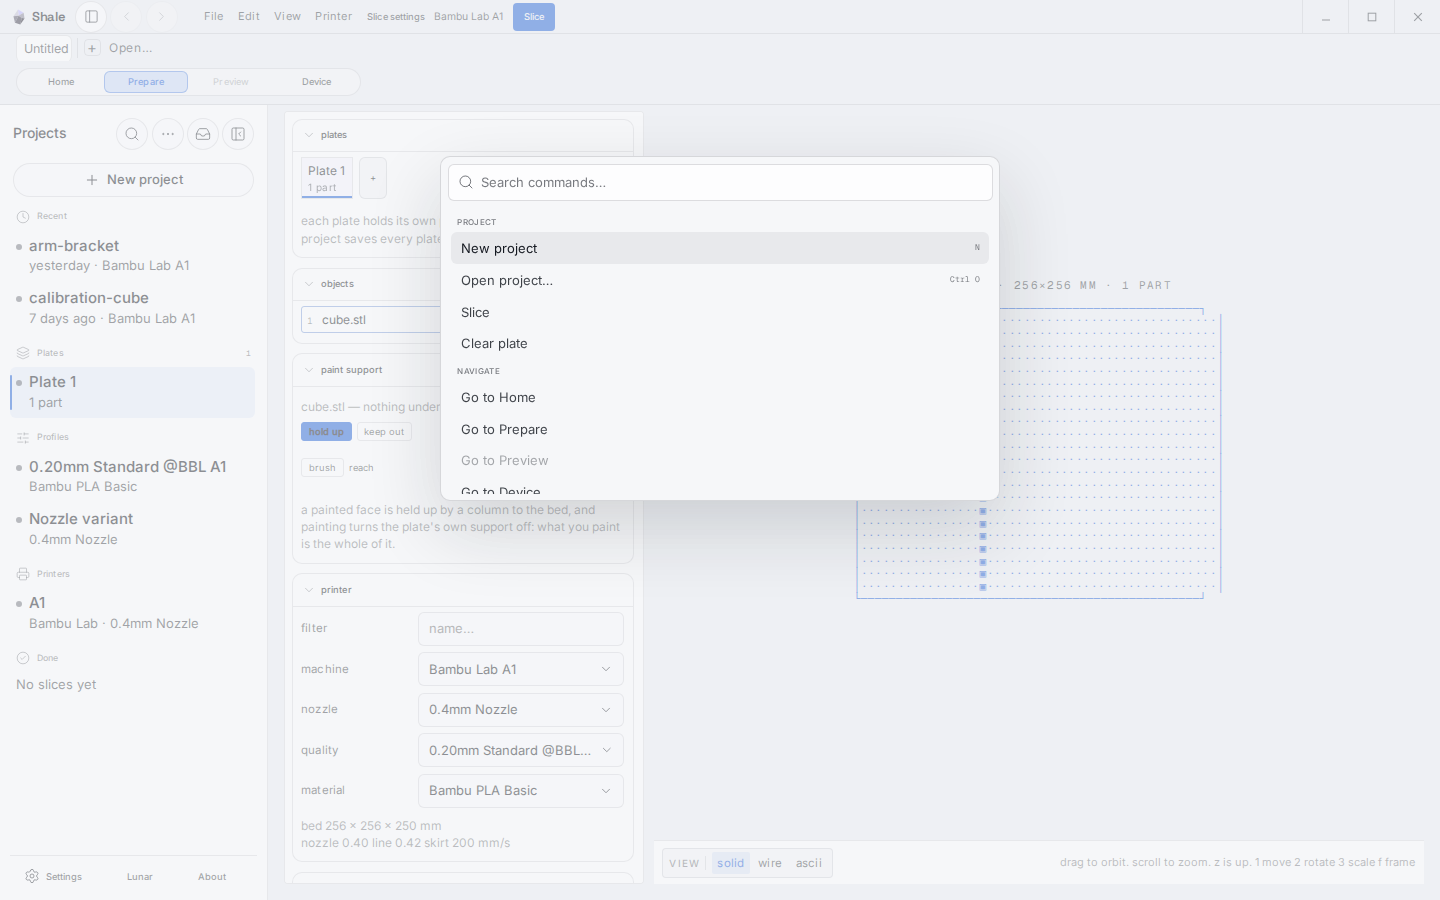 Shale
File Edit View Printer Slice settings Bambu Lab A1 Slice
Untitled + Open...
Home Prepare Preview Device
Projects
New project
Recent
arm-bracket
yesterday · Bambu Lab A1
calibration-cube
7 days ago · Bambu Lab A1
Plates 1
Plate 1
1 part
Profiles
0.20mm Standard @BBL A1
Bambu PLA Basic
Nozzle variant
0.4mm Nozzle
Printers
A1
Bambu Lab · 0.4mm Nozzle
Done
No slices yet
Settings Lunar About
plates
Plate 1
1 part
+
each plate holds its own
project saves every plate
objects
1 cube.stl
paint support
cube.stl — nothing under
hold up keep out
brush reach
a painted face is held up by a column to the bed, and
painting turns the plate's own support off: what you paint
is the whole of it.
printer
filter name...
machine Bambu Lab A1
nozzle 0.4mm Nozzle
quality 0.20mm Standard @BBL...
material Bambu PLA Basic
bed 256 × 256 × 250 mm
nozzle 0.40 line 0.42 skirt 200 mm/s
Search commands...
PROJECT
New project N
Open project... Ctrl O
Slice
Clear plate
NAVIGATE
Go to Home
Go to Prepare
Go to Preview
Go to Device
· 256×256 MM · 1 PART
VIEW solid wire ascii
drag to orbit. scroll to zoom. z is up. 1 move 2 rotate 3 scale f frame